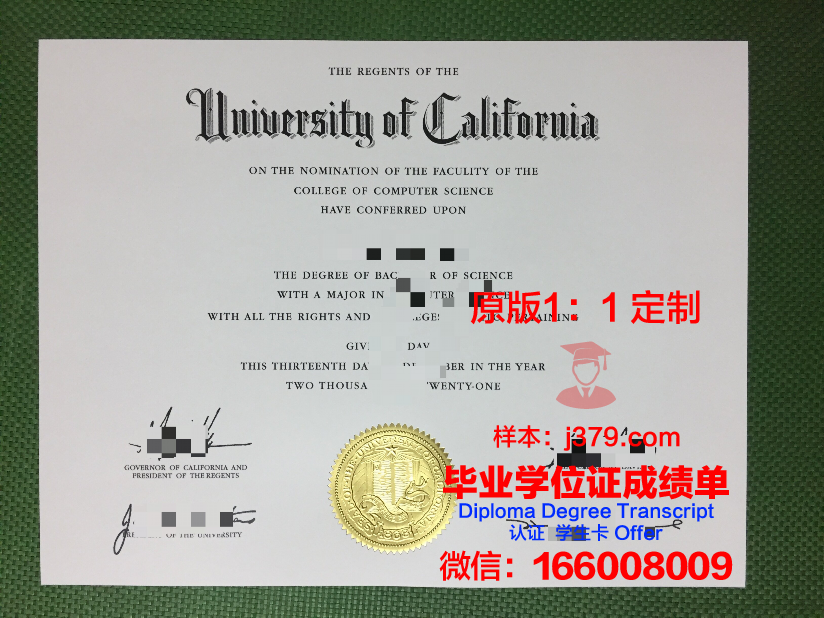 THE REGENTS OF THE
University of California
ON THE NOMINATION OF THE FACULITY OF THE
COLLEGE OF COMPUTER SCIENCE
HAVE CONFERRED UPON
THE DEGREE OF BAC R OF SCIENCE
WITH A MAJOR IN
WITH ALL THE RIGHTS AND PERTAINING
原版1：1 定制
DAY
THIS THIRTEENTH IN THE YEAR
TWO WENTY-ONE
样本：j379.com
GOVERNOR OF CALIFORNIA AND
PRESIDENT OF THE REGENTS
毕业学位证成绩单
Diploma Degree Transcript
认证 学生卡 Offer
OF THE UNIVERSITY
微信：166008009